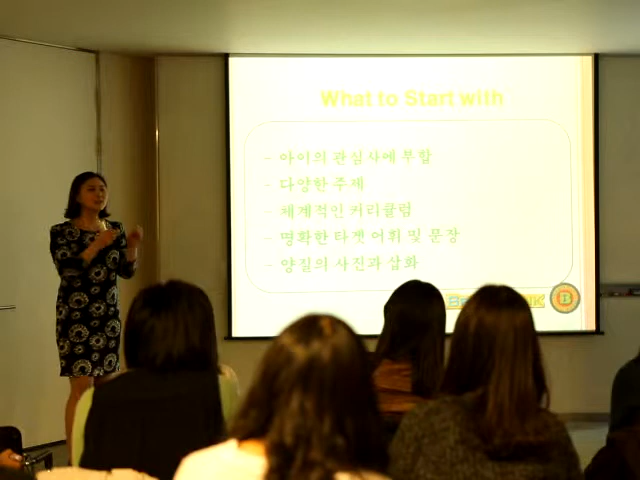 What to Start with
- 아이의 관심사에 부합
- 다양한 주제
- 체계적인 커리큘럼
- 명확한 타겟 어휘 및 문장
- 양질의 사진과 삽화
B